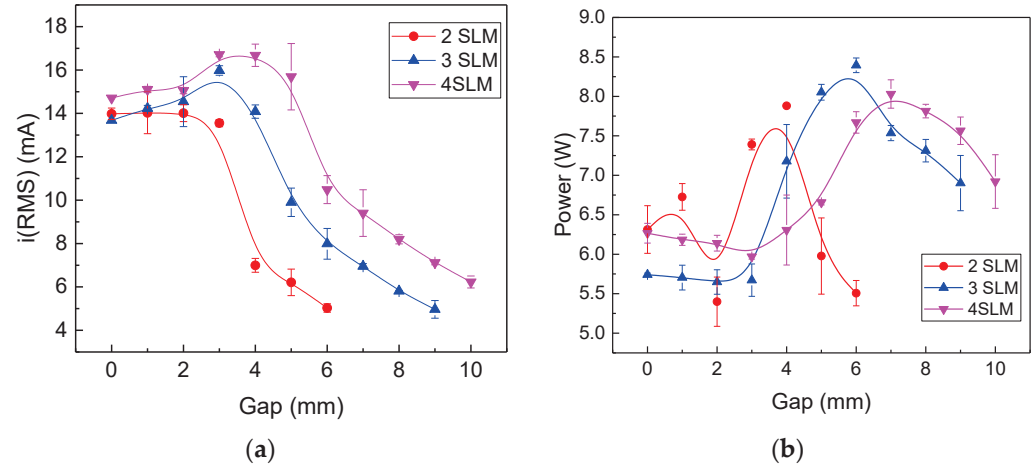 18
16
14
12
10
8
6
4
i(RMS) (mA)
0 2 4 6 8 10
Gap (mm)
2 SLM
3 SLM
4SLM
(a)
9.0
8.5
8.0
7.5
7.0
6.5
6.0
5.5
5.0
Power (W)
0 2 4 6 8 10
Gap (mm)
2 SLM
3 SLM
4SLM
(b)